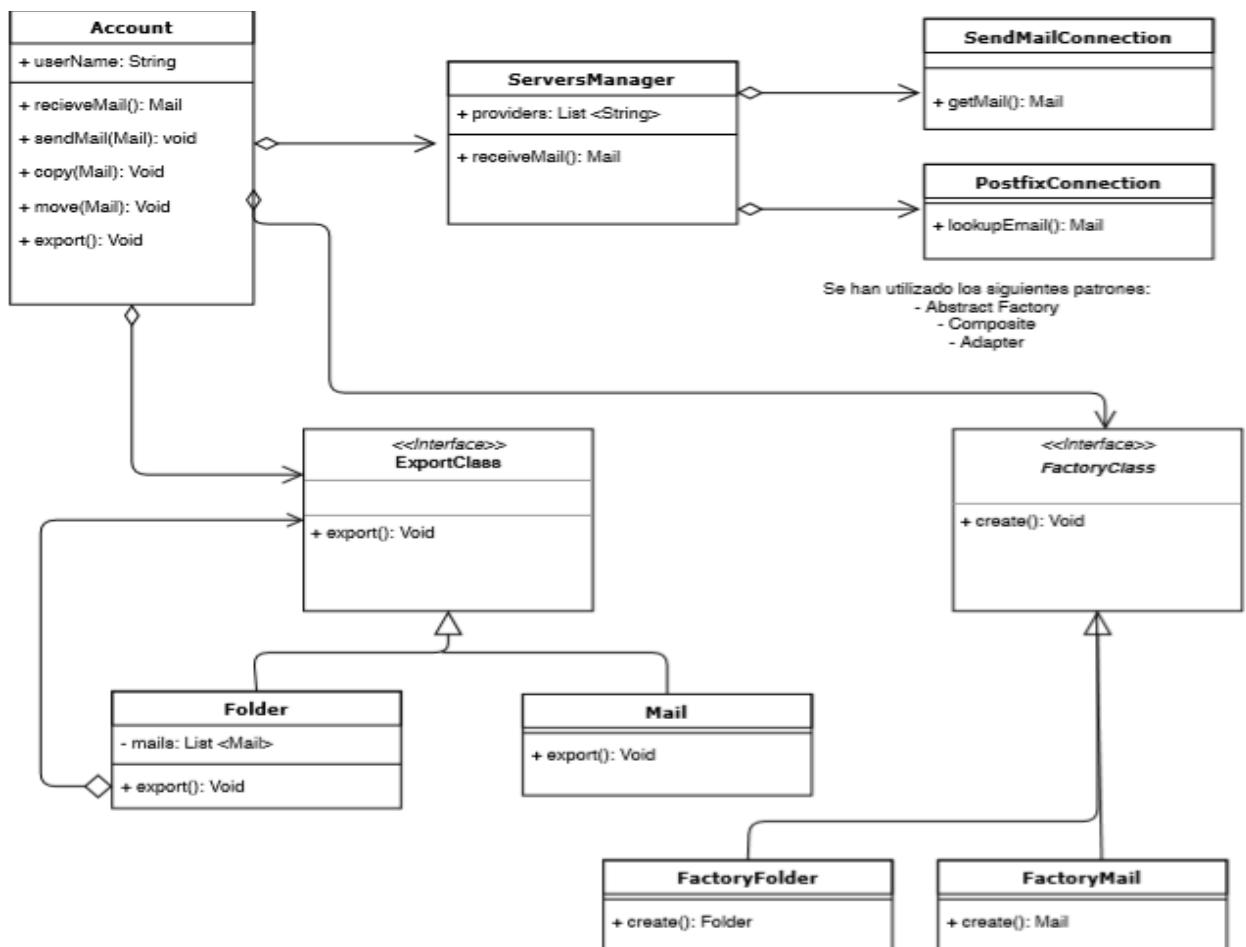 Account
+ userName: String
+ recieveMail(): Mail
+ sendMail(Mail): void
+ copy(Mail): Void
+ move(Mail): Void
+ export(): Void
ServersManager
+ providers: List <String>
+ receiveMail(): Mail
SendMailConnection
+ getMail(): Mail
PostfixConnection
+ lookupEmail(): Mail
Se han utilizado los siguientes patrones:
- Abstract Factory
- Composite
- Adapter
<<Interface>>
ExportClass
+ export(): Void
<<Interface>>
FactoryClass
+ create(): Void
Folder
- mails: List <Mail>
+ export(): Void
Mail
+ export(): Void
FactoryFolder
+ create(): Folder
FactoryMail
+ create(): Mail